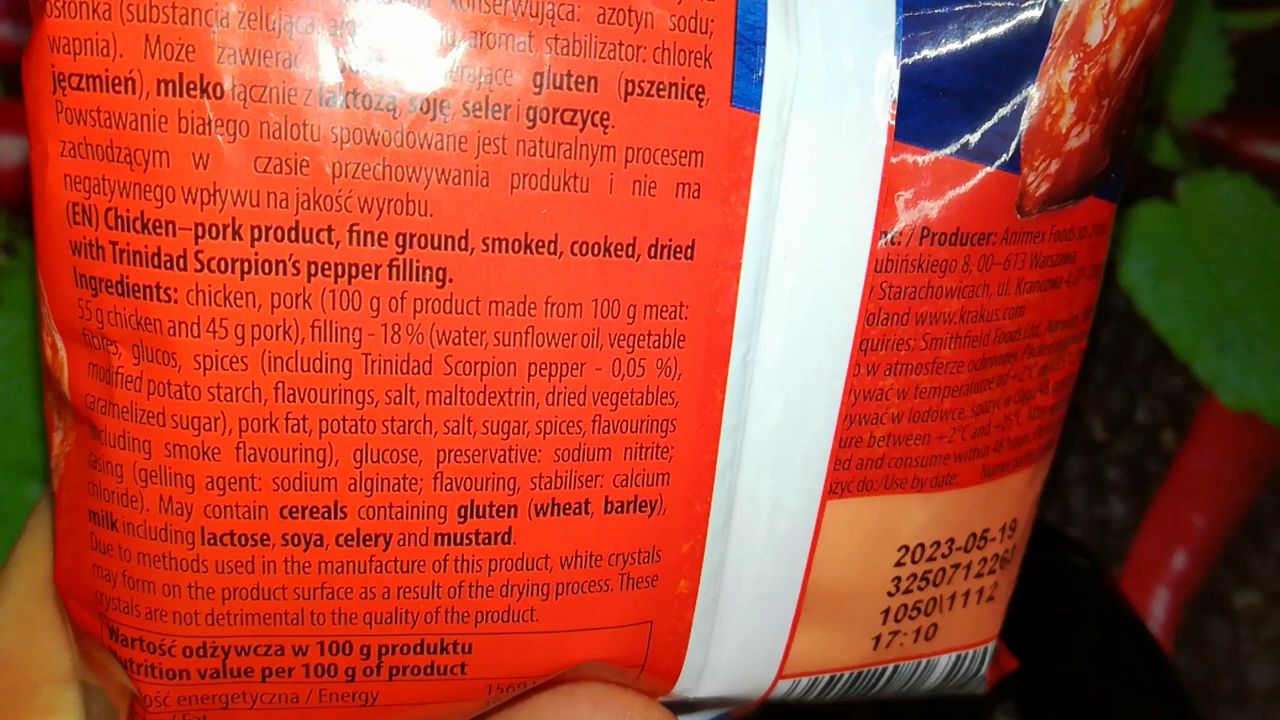 osłonka (substancja żelująca konserwująca: azotyn sodu;
aromat, stabilizator: chlorek
wapnia). Może zawierać gluten (pszenicę,
jęczmień), mleko łącznie z laktozą, soję, seler i gorczycę.
Powstawanie białego nalotu spowodowane jest naturalnym procesem
zachodzącym w czasie przechowywania produktu i nie ma
negatywnego wpływu na jakość wyrobu.
(EN) Chicken–pork product, fine ground, smoked, cooked, dried
with Trinidad Scorpion's pepper filling.
Ingredients: chicken, pork (100 g of product made from 100 g meat:
55 g chicken and 45 g pork), filling - 18 % (water, sunflower oil, vegetable
fibres, glucos, spices (including Trinidad Scorpion pepper - 0,05 %),
modified potato starch, flavourings, salt, maltodextrin, dried vegetables,
caramelized sugar), pork fat, potato starch, salt, sugar, spices, flavourings
cluding smoke flavouring), glucose, preservative: sodium nitrite;
casing (gelling agent: sodium alginate; flavouring, stabiliser: calcium
chloride). May contain cereals containing gluten (wheat, barley),
milk including lactose, soya, celery and mustard.
Due to methods used in the manufacture of this product, white crystals
may form on the product surface as a result of the drying process. These
crystals are not detrimental to the quality of the product.
Wartość odżywcza w 100 g produktu
Nutrition value per 100 g of product
ość energetyczna / Energy 1569
/ Fat
/ Producer: Animex Foods sp. z o.o.
ubińskiego 8, 00–613 Warszawa,
Starachowicach, ul. Krańcowa 4,
oland www.krakus.com
quiries: Smithfield Foods Ltd.,
w atmosferze ochronnej. Packed
ywać w temperaturze od +2°C
ywać w lodówce, spożyć w ciągu 48
ure between +2°C and +25°C.
ed and consume within 48 hours.
żyć do:/Use by date: Numer
2023-05-19
325071226
1050\1112
17:10